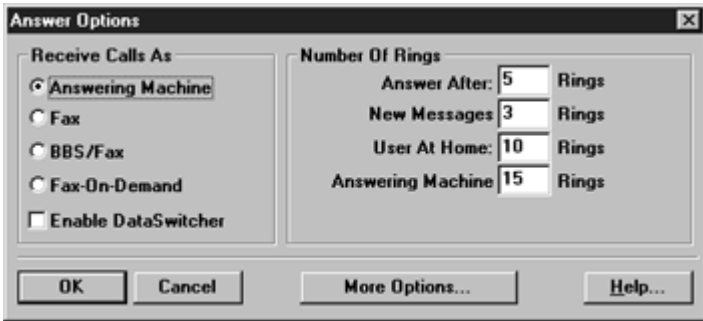 Answer Options
Receive Calls As
Answering Machine
Fax
BBS/Fax
Fax-On-Demand
Enable DataSwitcher
Number Of Rings
Answer After: 5 Rings
New Messages 3 Rings
User At Home: 10 Rings
Answering Machine 15 Rings
OK Cancel More Options... Help...